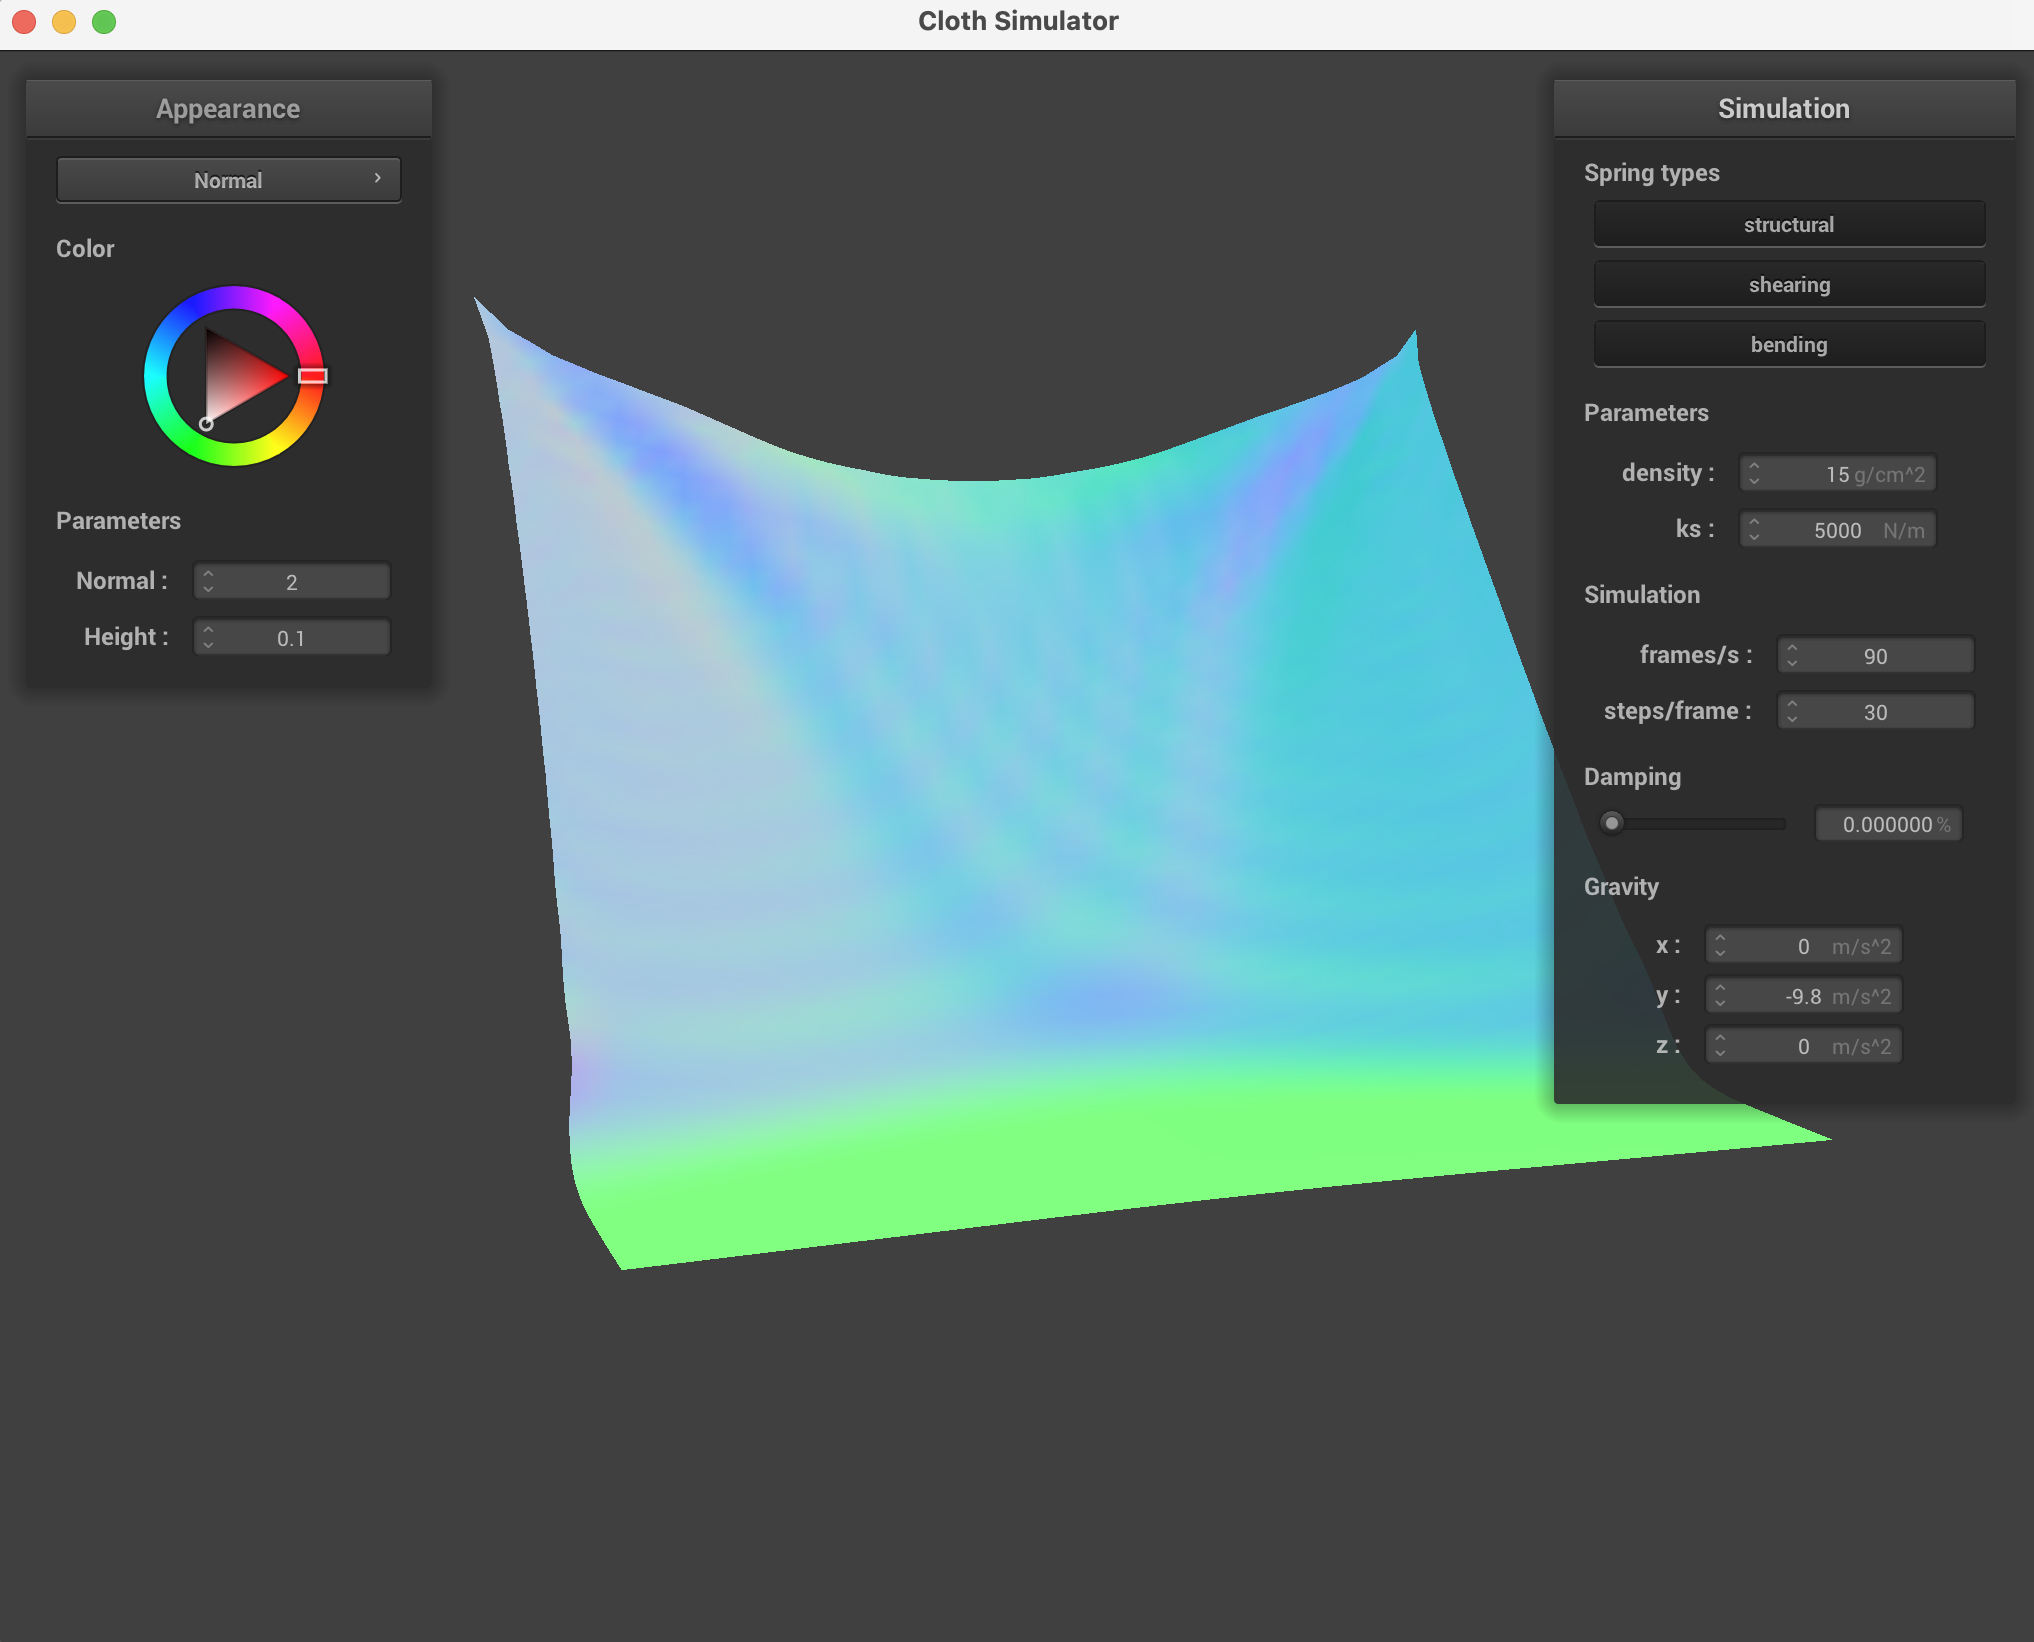 Cloth Simulator
Appearance
Normal
Color
Parameters
Normal : 2
Height : 0.1
Simulation
Spring types
structural
shearing
bending
Parameters
density : 15 g/cm^2
ks : 5000 N/m
Simulation
frames/s : 90
steps/frame : 30
Damping
0.000000 %
Gravity
x : 0 m/s^2
y : -9.8 m/s^2
z : 0 m/s^2